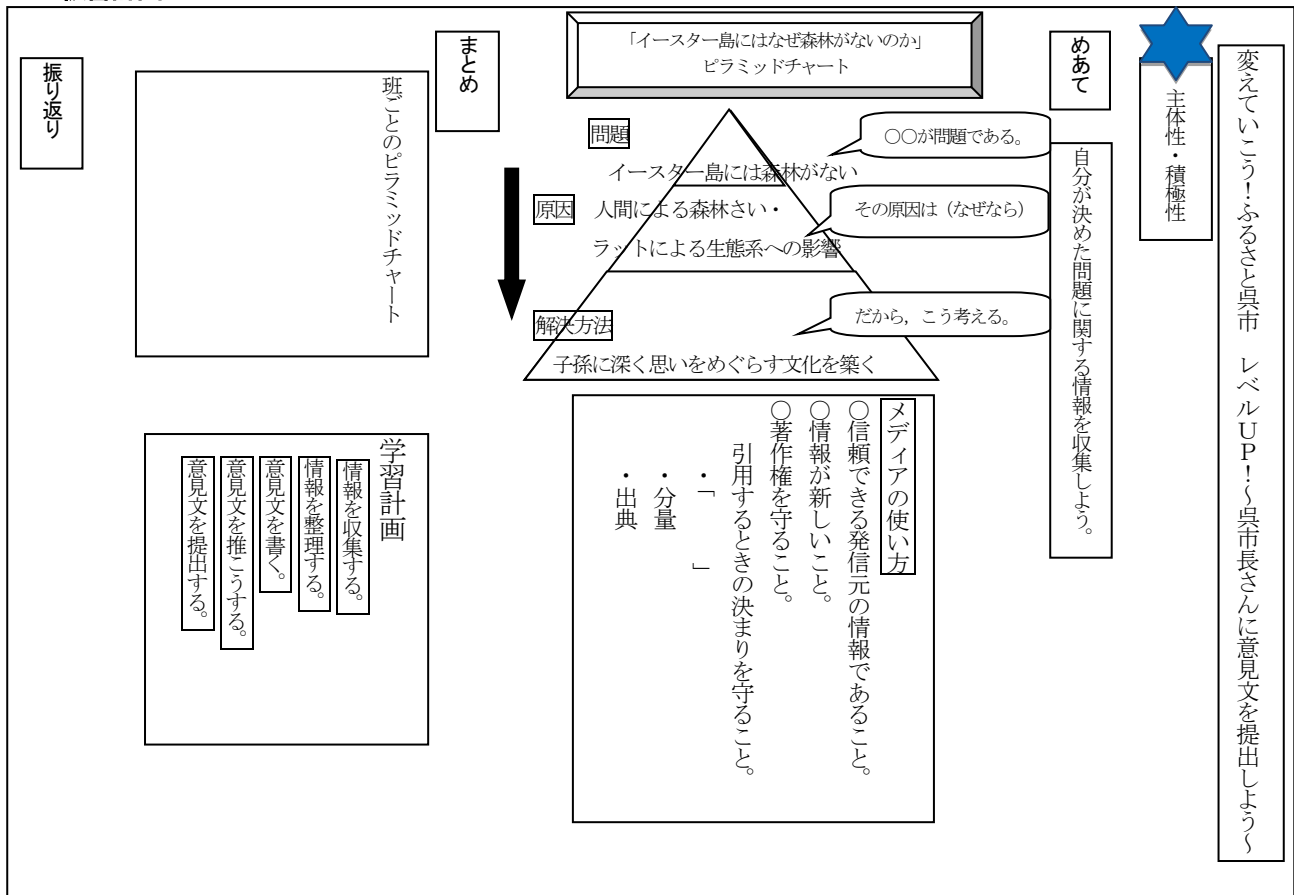 変えていこう!ふるさと呉市 レベルUP!~呉市長さんに意見文を提出しよう~
主体性・積極性
めあて
自分が決めた問題に関する情報を収集しよう。
「イースター島にはなぜ森林がないのか」
ピラミッドチャート
問題
〇〇が問題である。
イースター島には森林がない
原因
人間による森林さい・
ラットによる生態系への影響
その原因は(なぜなら)
解決方法
だから,こう考える。
子孫に深く思いをめぐらす文化を築く
メディアの使い方
〇信頼できる発信元の情報であること。
〇情報が新しいこと。
〇著作権を守ること。
引用するときの決まりを守ること。
・「 」
・分量
・出典
まとめ
班ごとのピラミッドチャート
学習計画
情報を収集する。
情報を整理する。
意見文を書く。
意見文を推こうする。
意見文を提出する。
振り返り